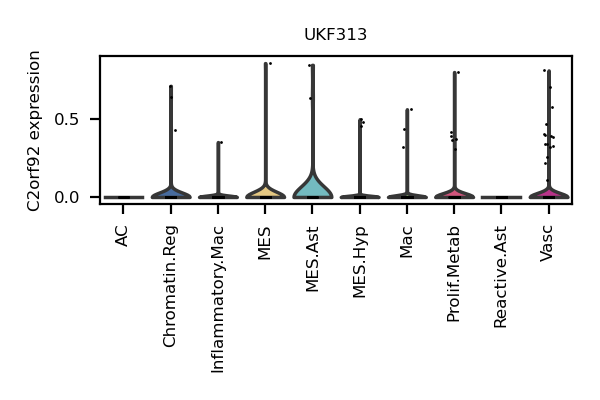 UKF313
C2orf92 expression
0.5
0.0
AC
Chromatin.Reg
Inflammatory.Mac
MES
MES.Ast
MES.Hyp
Mac
Prolif.Metab
Reactive.Ast
Vasc